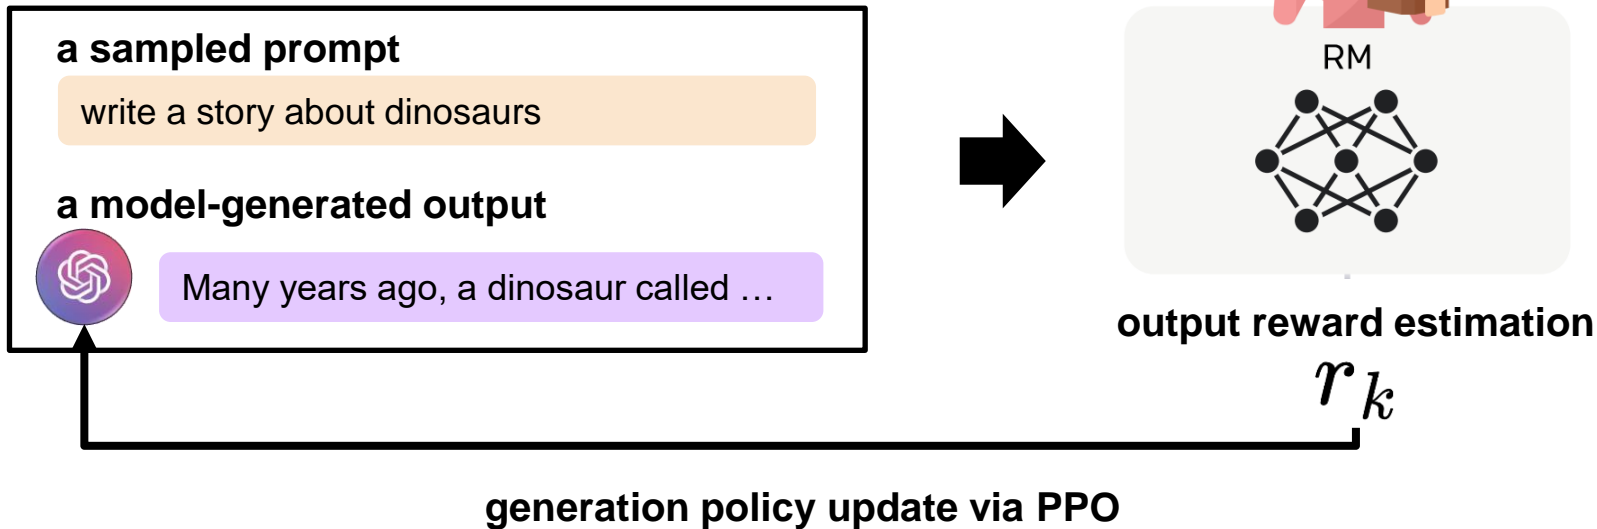 a sampled prompt
write a story about dinosaurs
a model-generated output
Many years ago, a dinosaur called …
RM
output reward estimation
r_k
generation policy update via PPO